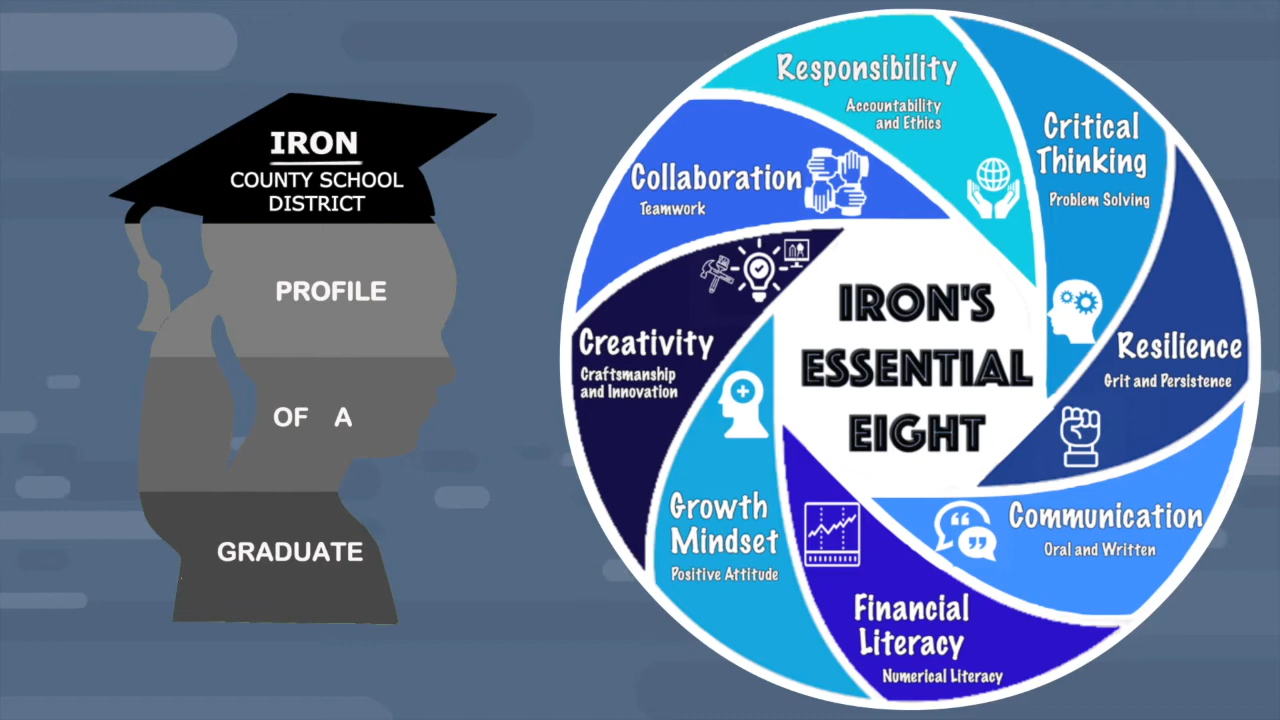 IRON
COUNTY SCHOOL
DISTRICT
PROFILE
OF A
GRADUATE
Responsibility
Accountability
and Ethics
Critical
Thinking
Problem Solving
Resilience
Grit and Persistence
Communication
Oral and Written
Financial
Literacy
Numerical Literacy
Growth
Mindset
Positive Attitude
Creativity
Craftsmanship
and Innovation
Collaboration
Teamwork
IRON'S
ESSENTIAL
EIGHT